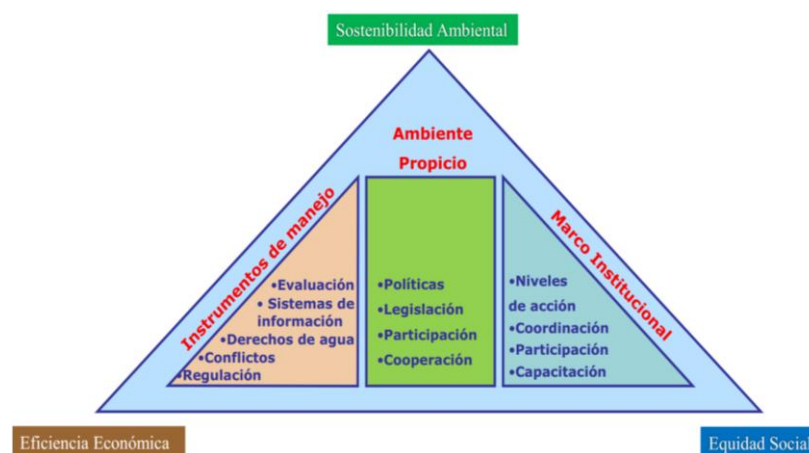 Sostenibilidad Ambiental
Ambiente
Propicio
Instrumentos de manejo
•Evaluación
• Sistemas de
información
•Derechos de agua
•Conflictos
•Regulación
•Políticas
•Legislación
•Participación
•Cooperación
Marco Institucional
•Niveles
de acción
•Coordinación
•Participación
•Capacitación
Eficiencia Económica
Equidad Social